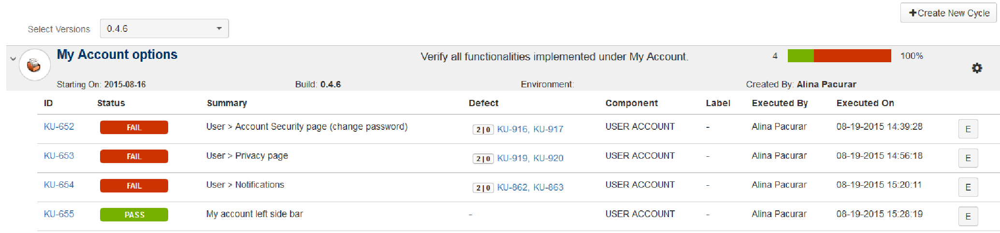 +Create New Cycle
Select Versions 0.4.6
My Account options Verify all functionalities implemented under My Account. 4 100%
Starting On: 2015-08-16 Build: 0.4.6 Environment: Created By: Alina Pacurar
ID Status Summary Defect Component Label Executed By Executed On
KU-652 FAIL User > Account Security page (change password) 2|0 KU-916, KU-917 USER ACCOUNT - Alina Pacurar 08-19-2015 14:39:28 E
KU-653 FAIL User > Privacy page 2|0 KU-919, KU-920 USER ACCOUNT - Alina Pacurar 08-19-2015 14:56:18 E
KU-654 FAIL User > Notifications 2|0 KU-862, KU-863 USER ACCOUNT - Alina Pacurar 08-19-2015 15:20:11 E
KU-655 PASS My account left side bar - USER ACCOUNT - Alina Pacurar 08-19-2015 15:28:19 E